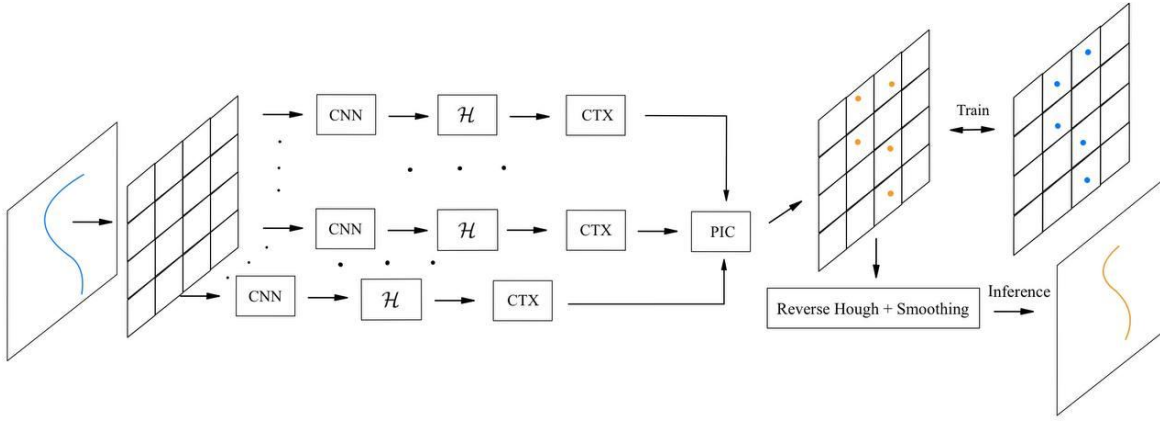 CNN
ℋ
CTX
Train
CNN
ℋ
CTX
PIC
CNN
ℋ
CTX
Reverse Hough + Smoothing
Inference